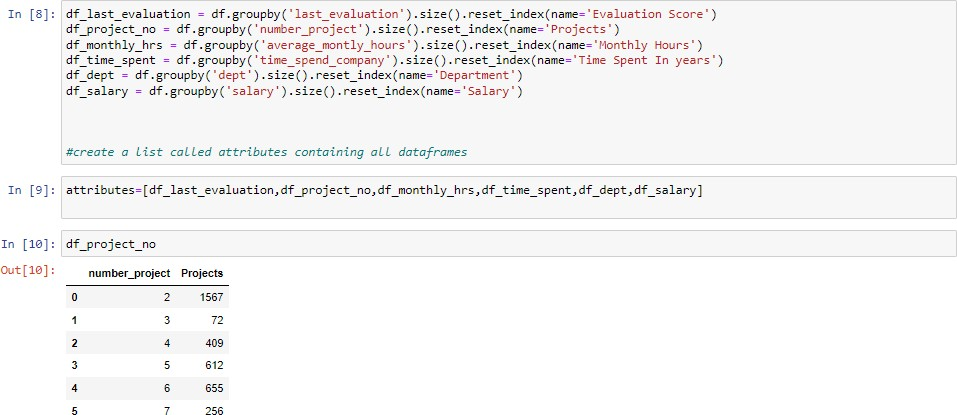 In [8]: df_last_evaluation = df.groupby('last_evaluation').size().reset_index(name='Evaluation Score')
df_project_no = df.groupby('number_project').size().reset_index(name='Projects')
df_monthly_hrs = df.groupby('average_montly_hours').size().reset_index(name='Monthly Hours')
df_time_spent = df.groupby('time_spend_company').size().reset_index(name='Time Spent In years')
df_dept = df.groupby('dept').size().reset_index(name='Department')
df_salary = df.groupby('salary').size().reset_index(name='Salary')
#create a list called attributes containing all dataframes
In [9]: attributes=[df_last_evaluation,df_project_no,df_monthly_hrs,df_time_spent,df_dept,df_salary]
In [10]: df_project_no
Out[10]:
number_project Projects
0 2 1567
1 3 72
2 4 409
3 5 612
4 6 655
5 7 256